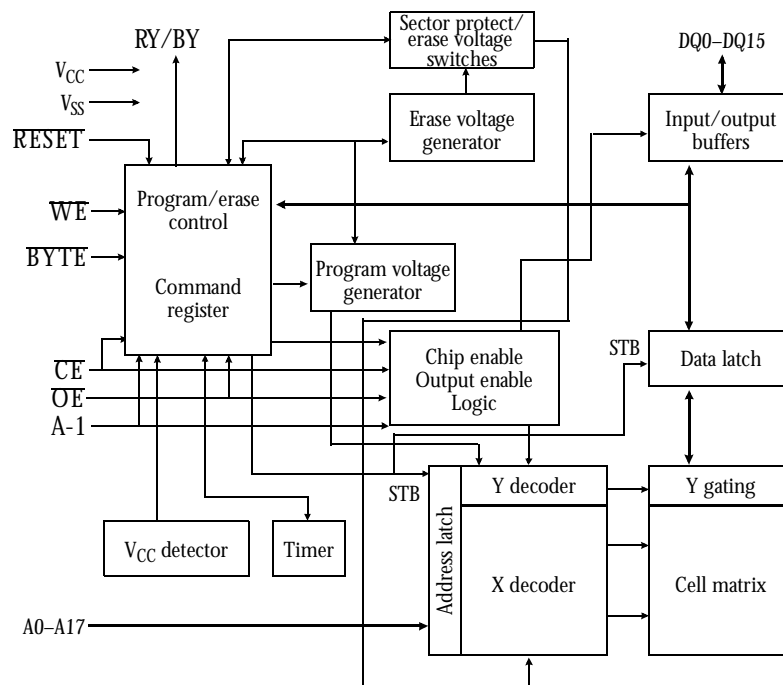 RY/BY
Sector protect/
erase voltage
switches
DQ0–DQ15
VCC
VSS
RESET
Erase voltage
generator
Input/output
buffers
Program/erase
control
WE
BYTE
Command
register
Program voltage
generator
Chip enable
Output enable
Logic
STB
Data latch
CE
OE
A-1
STB
Address latch
Y decoder
Y gating
VCC detector
Timer
X decoder
Cell matrix
A0–A17